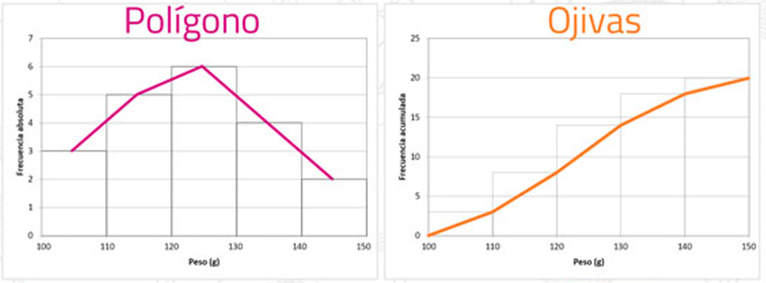 Polígono
Frecuencia absoluta
7
6
5
4
3
2
1
0
100 110 120 130 140 150
Peso (g)
Ojivas
Frecuencia acumulada
25
20
15
10
5
0
100 110 120 130 140 150
Peso (g)